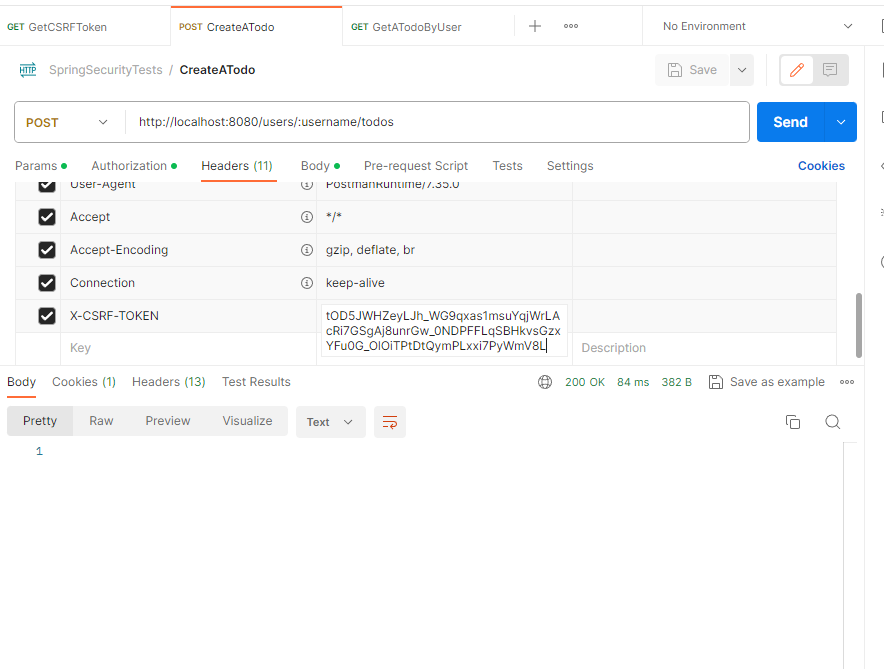 GET GetCSRFToken
POST CreateATodo
GET GetATodoByUser
No Environment
HTTP SpringSecurityTests / CreateATodo
Save
POST
http://localhost:8080/users/:username/todos
Send
Params
Authorization
Headers (11)
Body
Pre-request Script
Tests
Settings
Cookies
User-Agent
PostmanRuntime/7.35.0
Accept
*/*
Accept-Encoding
gzip, deflate, br
Connection
keep-alive
X-CSRF-TOKEN
tOD5JWHZeyLJh_WG9qxas1msuYqjWrLA
cRi7GSgAj8unrGw_0NDPFFLqSBHkvsGzx
YFu0G_OIOiTPtDtQymPLxxi7PyWmV8L
Key
Description
Body
Cookies (1)
Headers (13)
Test Results
200 OK
84 ms
382 B
Save as example
Pretty
Raw
Preview
Visualize
Text
1